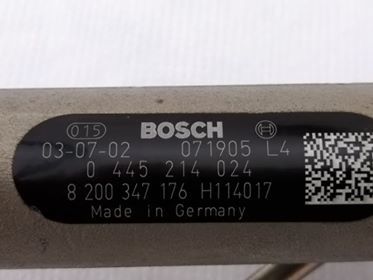 015 BOSCH
03-07-02 071905 L4
0 445 214 024
8 200 347 176 H114017
Made in Germany